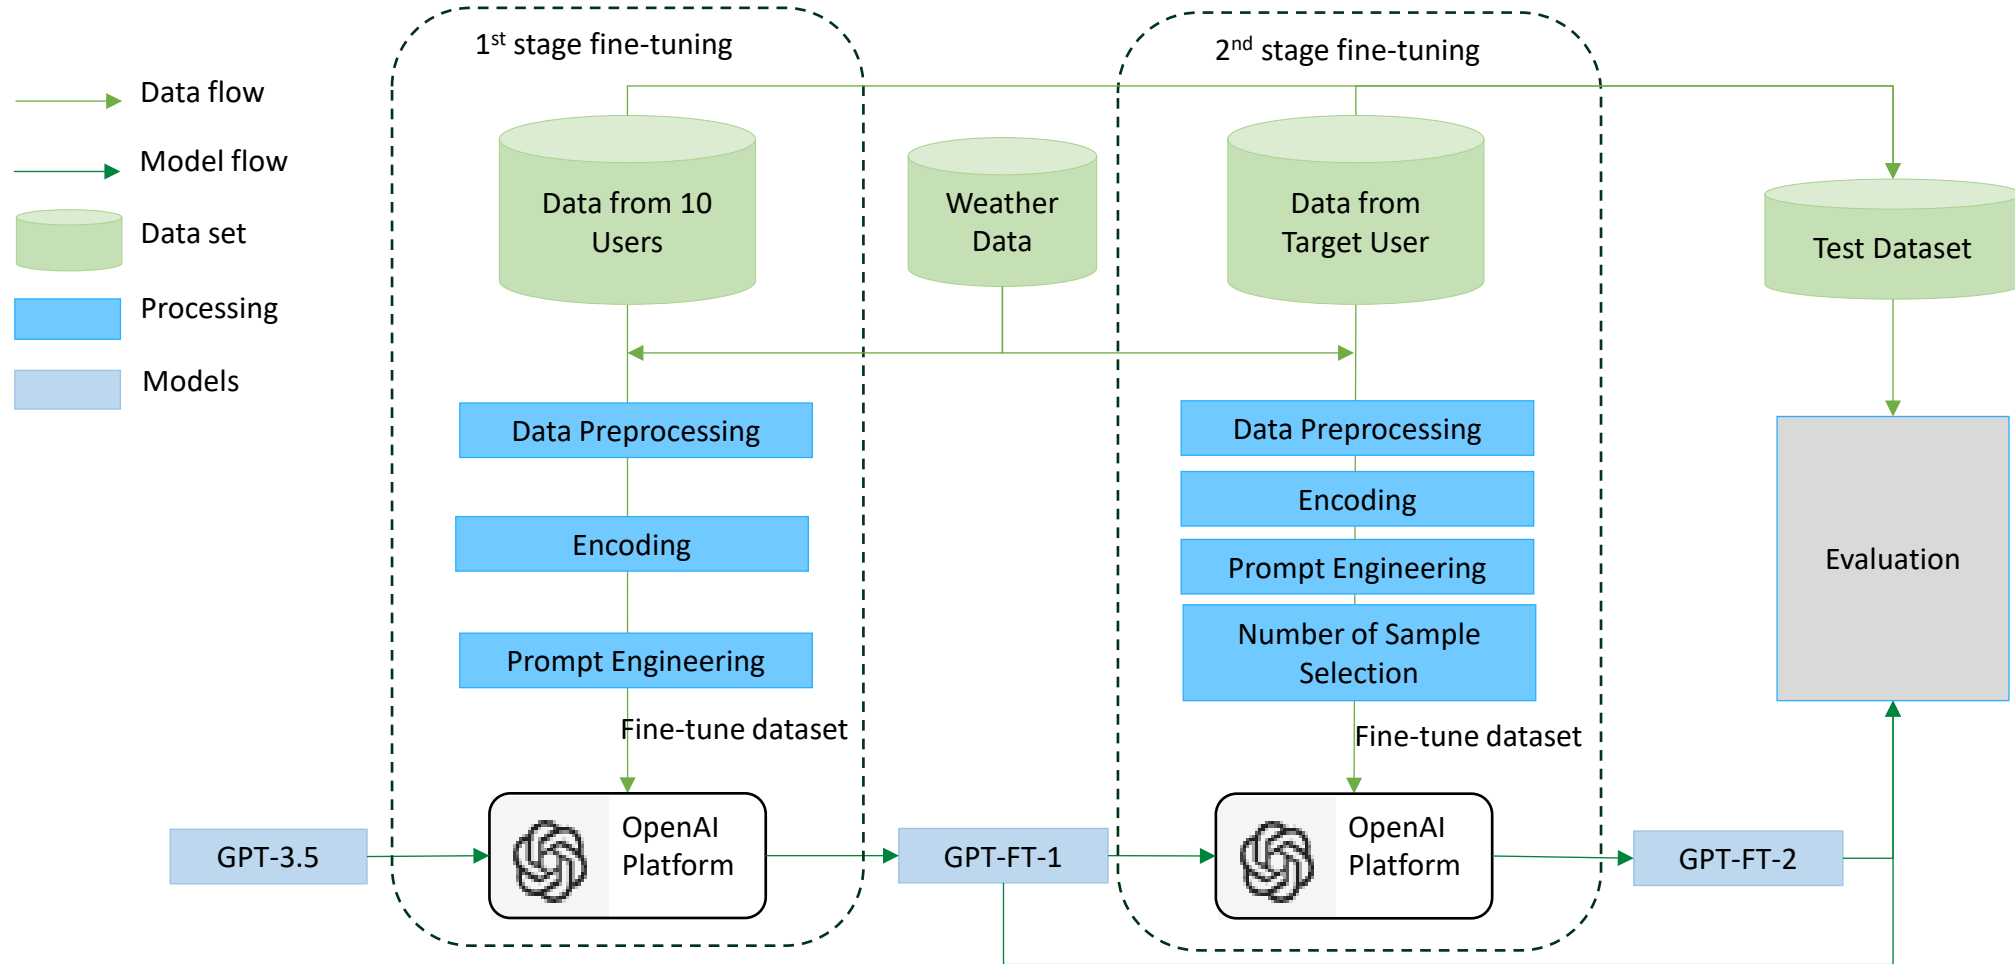 Data flow
Model flow
Data set
Processing
Models
1st stage fine-tuning
Data from 10
Users
Data Preprocessing
Encoding
Prompt Engineering
Fine-tune dataset
OpenAI
Platform
GPT-3.5
Weather
Data
GPT-FT-1
2nd stage fine-tuning
Data from
Target User
Data Preprocessing
Encoding
Prompt Engineering
Number of Sample
Selection
Fine-tune dataset
OpenAI
Platform
GPT-FT-2
Test Dataset
Evaluation